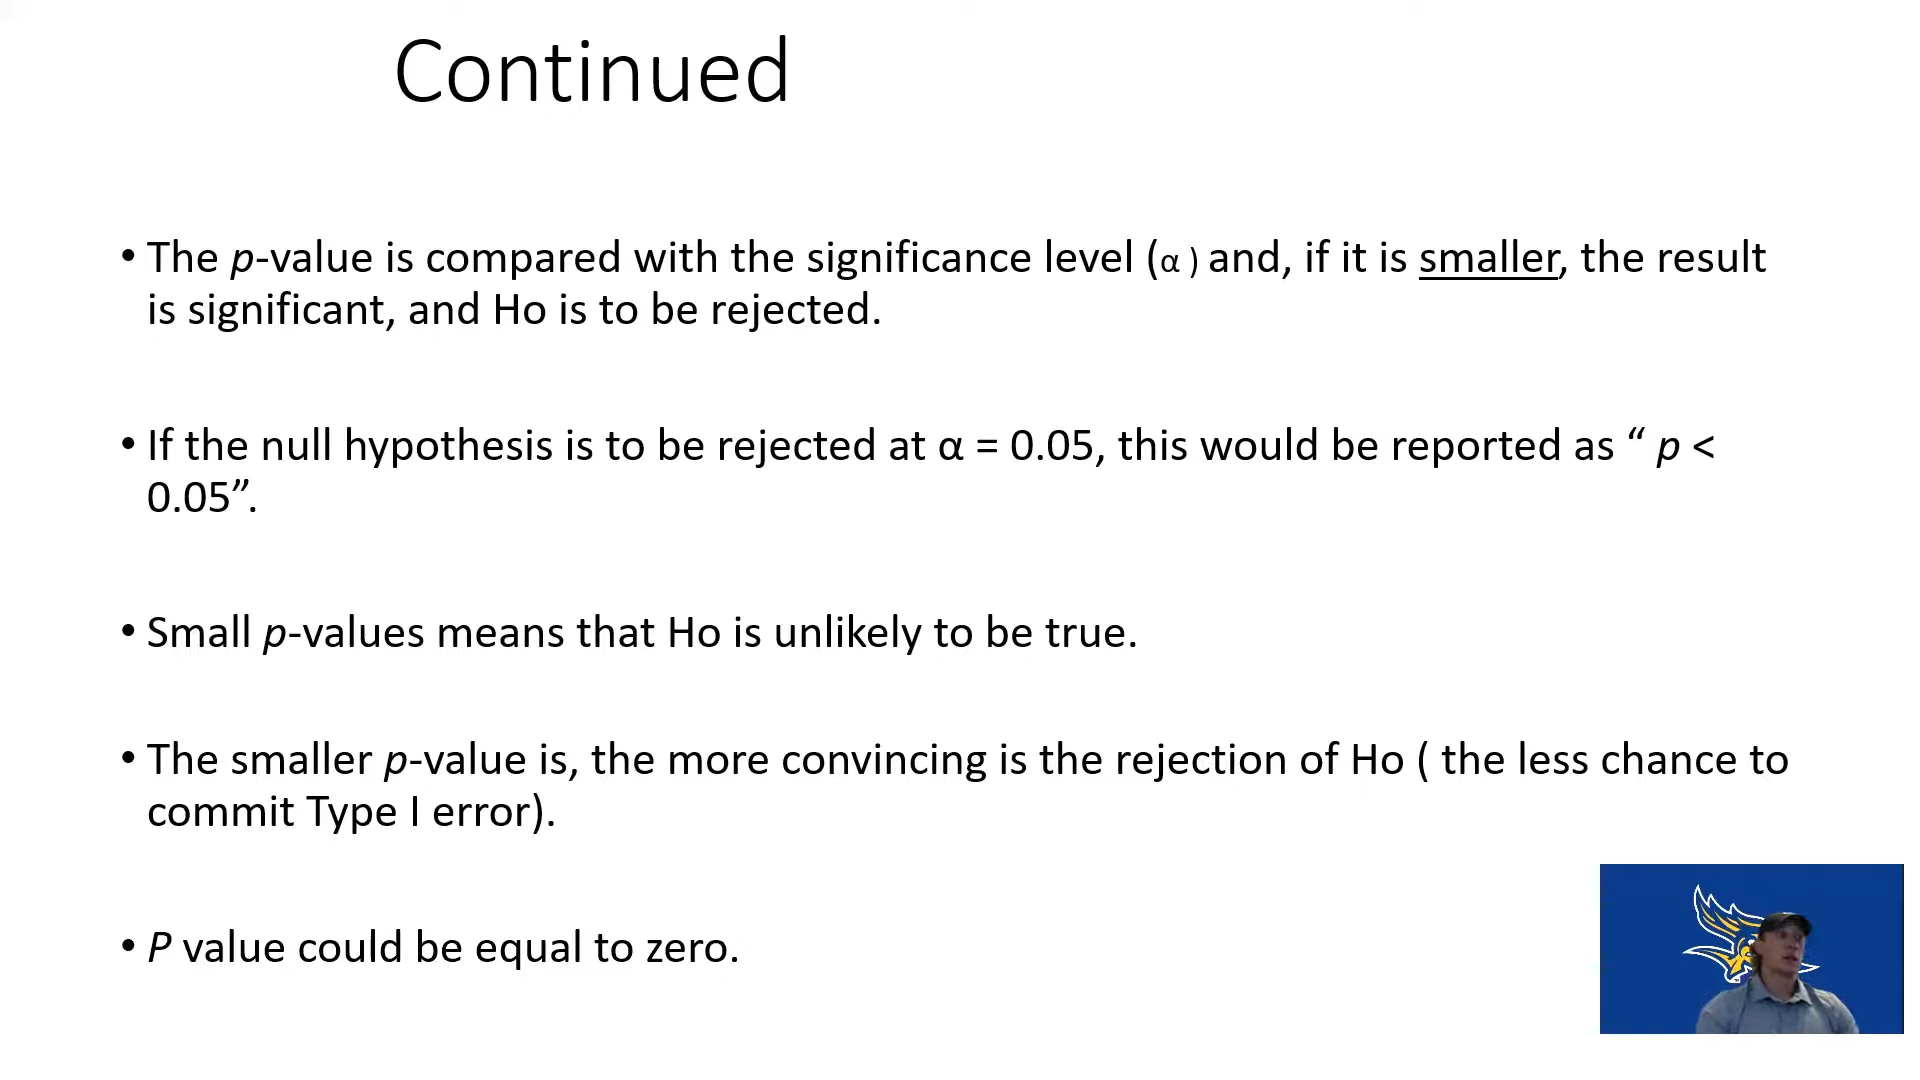 Continued
• The p-value is compared with the significance level (α ) and, if it is smaller, the result
is significant, and Ho is to be rejected.
• If the null hypothesis is to be rejected at α = 0.05, this would be reported as “ p <
0.05”.
• Small p-values means that Ho is unlikely to be true.
• The smaller p-value is, the more convincing is the rejection of Ho ( the less chance to
commit Type I error).
• P value could be equal to zero.